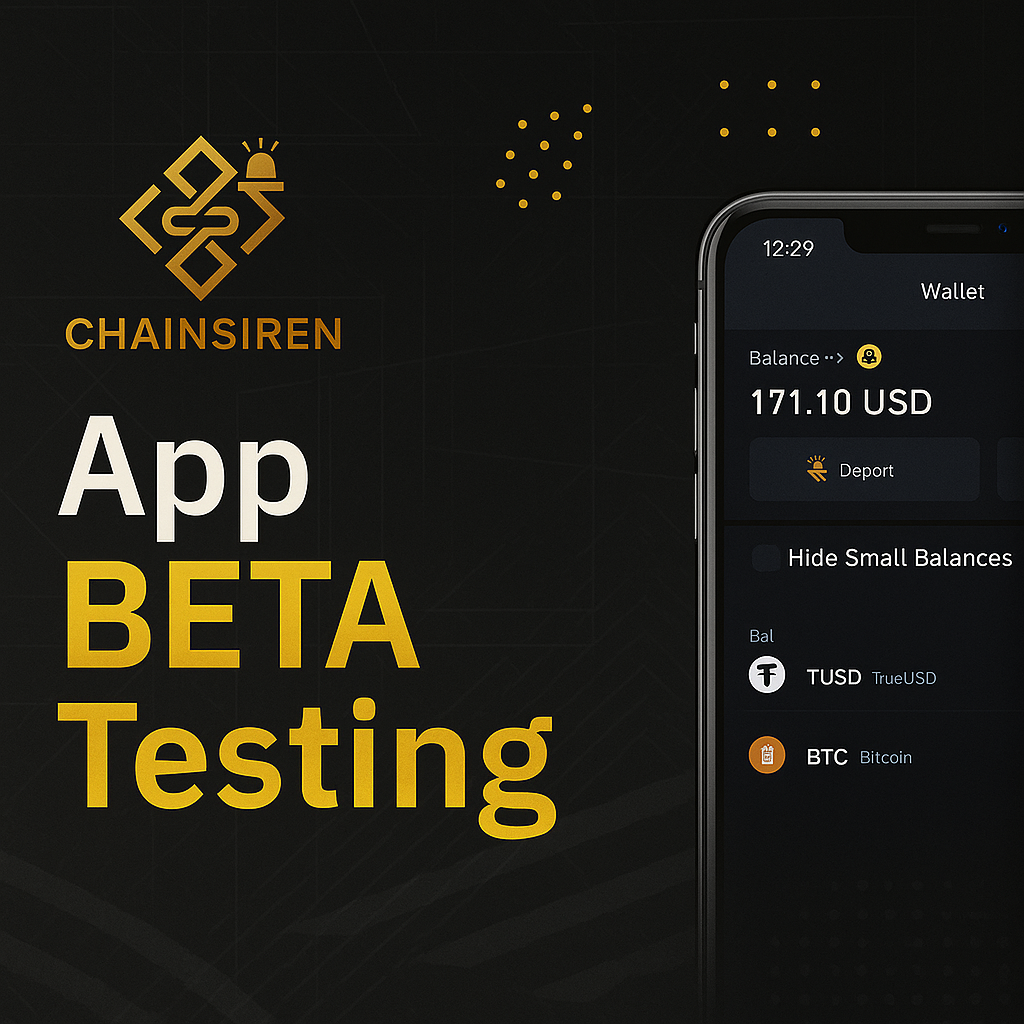 CHAINSIREN
App
BETA
Testing
12:29
Wallet
Balance
171.10 USD
Deport
Hide Small Balances
Bal
TUSD TrueUSD
BTC Bitcoin